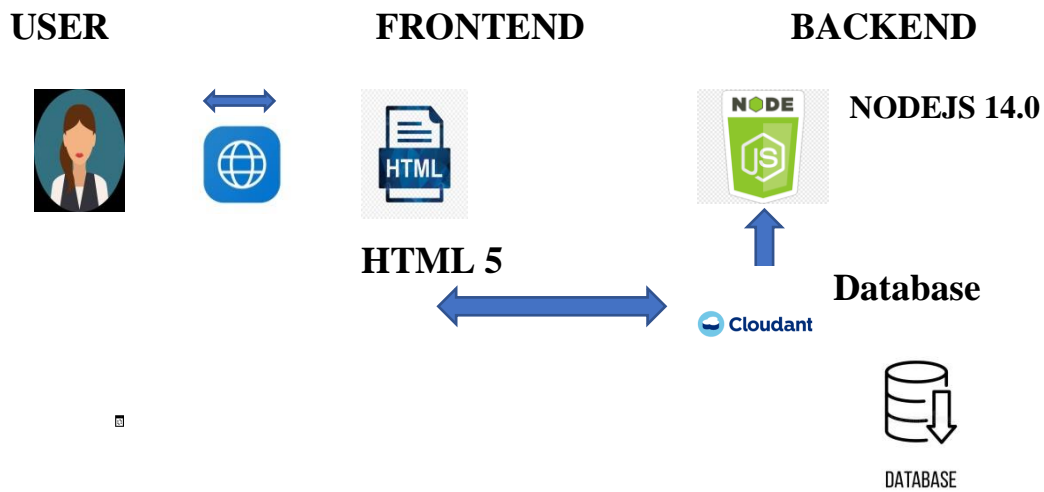 USER
FRONTEND
BACKEND
NODE
JS
NODEJS 14.0
HTML
HTML 5
Database
Cloudant
DATABASE